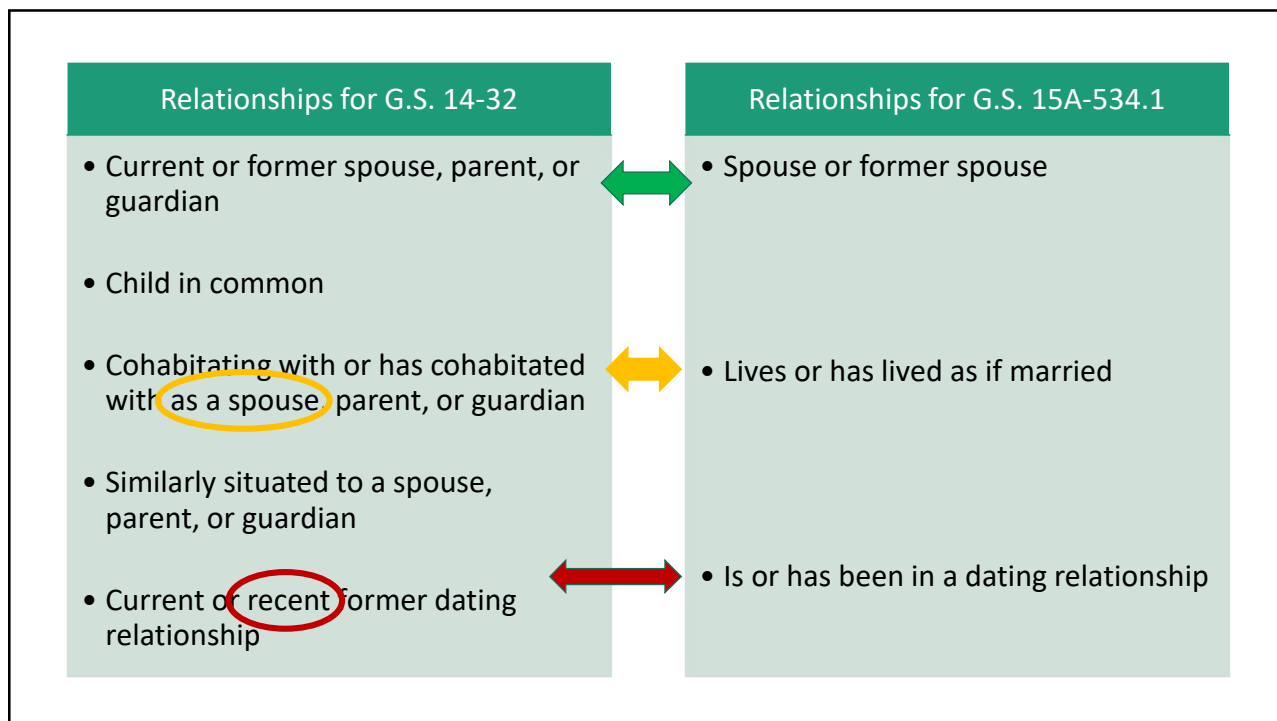 Relationships for G.S. 14-32
• Current or former spouse, parent, or
guardian
• Child in common
• Cohabitating with or has cohabitated
with as a spouse, parent, or guardian
• Similarly situated to a spouse,
parent, or guardian
• Current or recent former dating
relationship
Relationships for G.S. 15A-534.1
• Spouse or former spouse
• Lives or has lived as if married
• Is or has been in a dating relationship